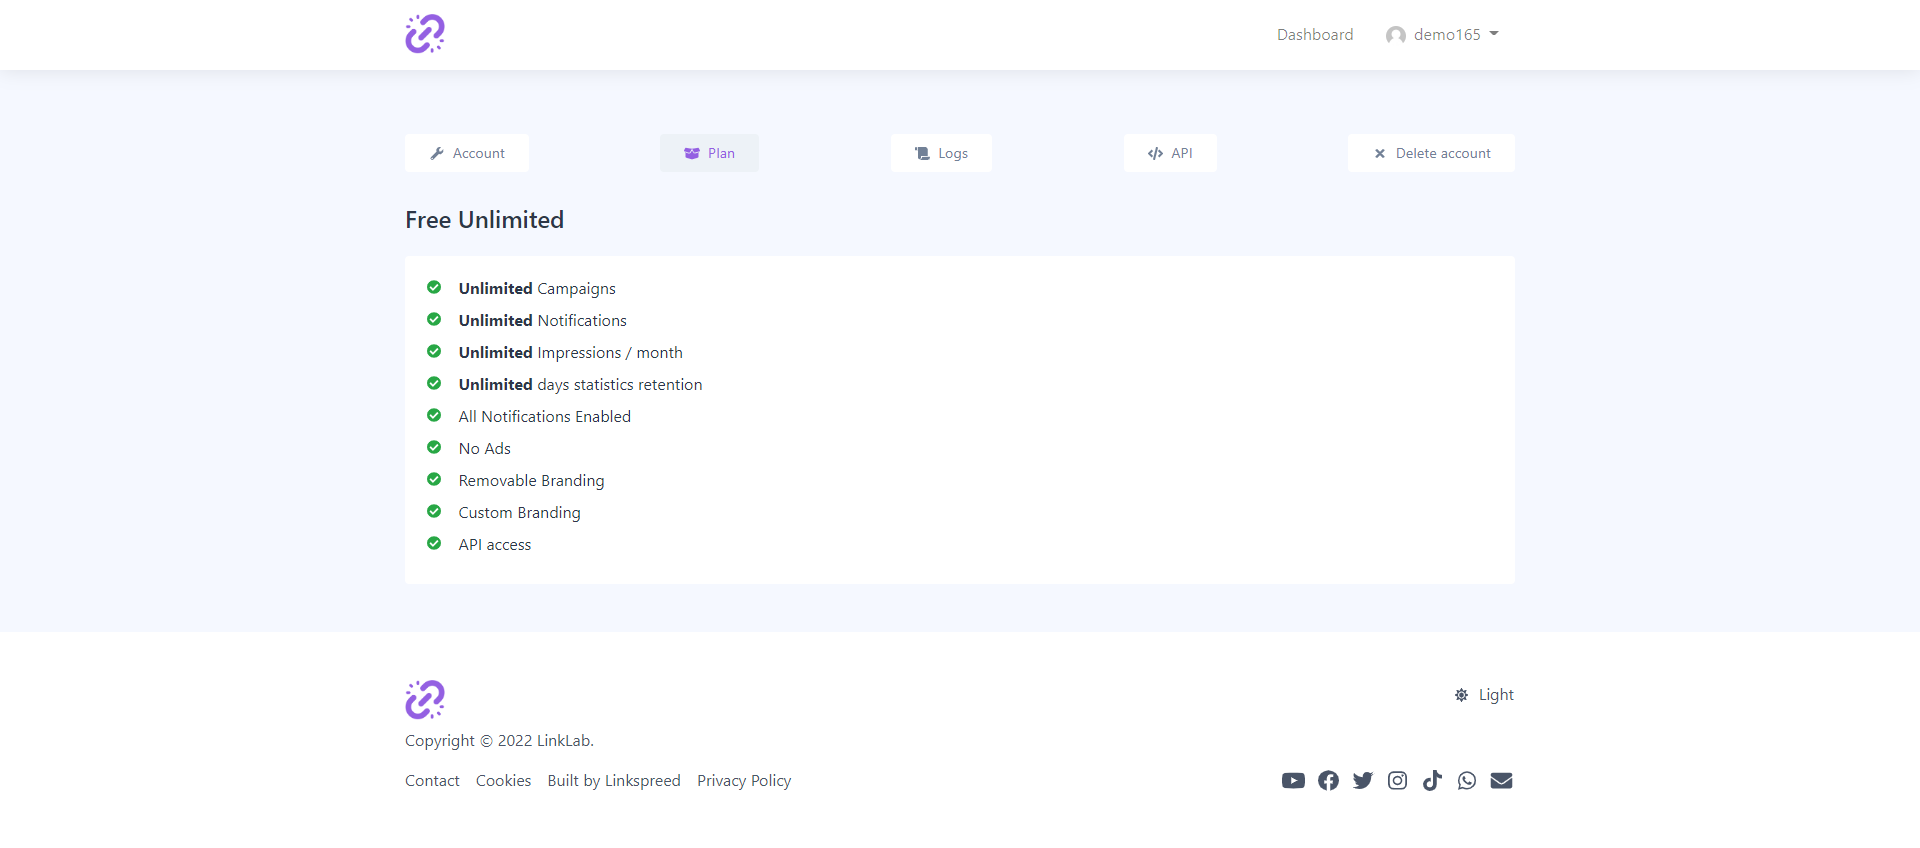 Dashboard demo165
Account Plan Logs API Delete account
Free Unlimited
Unlimited Campaigns
Unlimited Notifications
Unlimited Impressions / month
Unlimited days statistics retention
All Notifications Enabled
No Ads
Removable Branding
Custom Branding
API access
Light
Copyright © 2022 LinkLab.
Contact Cookies Built by Linkspreed Privacy Policy